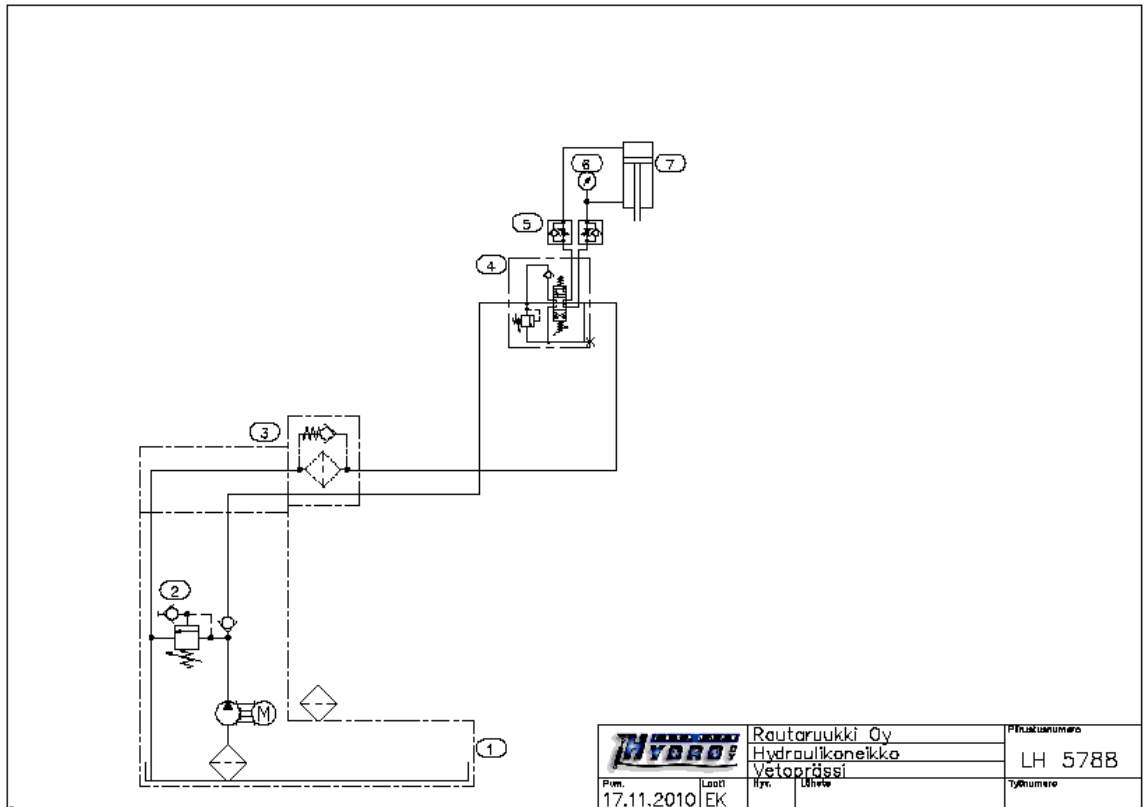 6
7
5
4
3
2
M
1
HYDRO OY
Rautaruukki Oy
Hydraulikoneikko
Vetoprässi
Piirustusnumero
LH 5788
Pvm.
17.11.2010
Laati
EK
Hyv.
Lähete
Työnumero